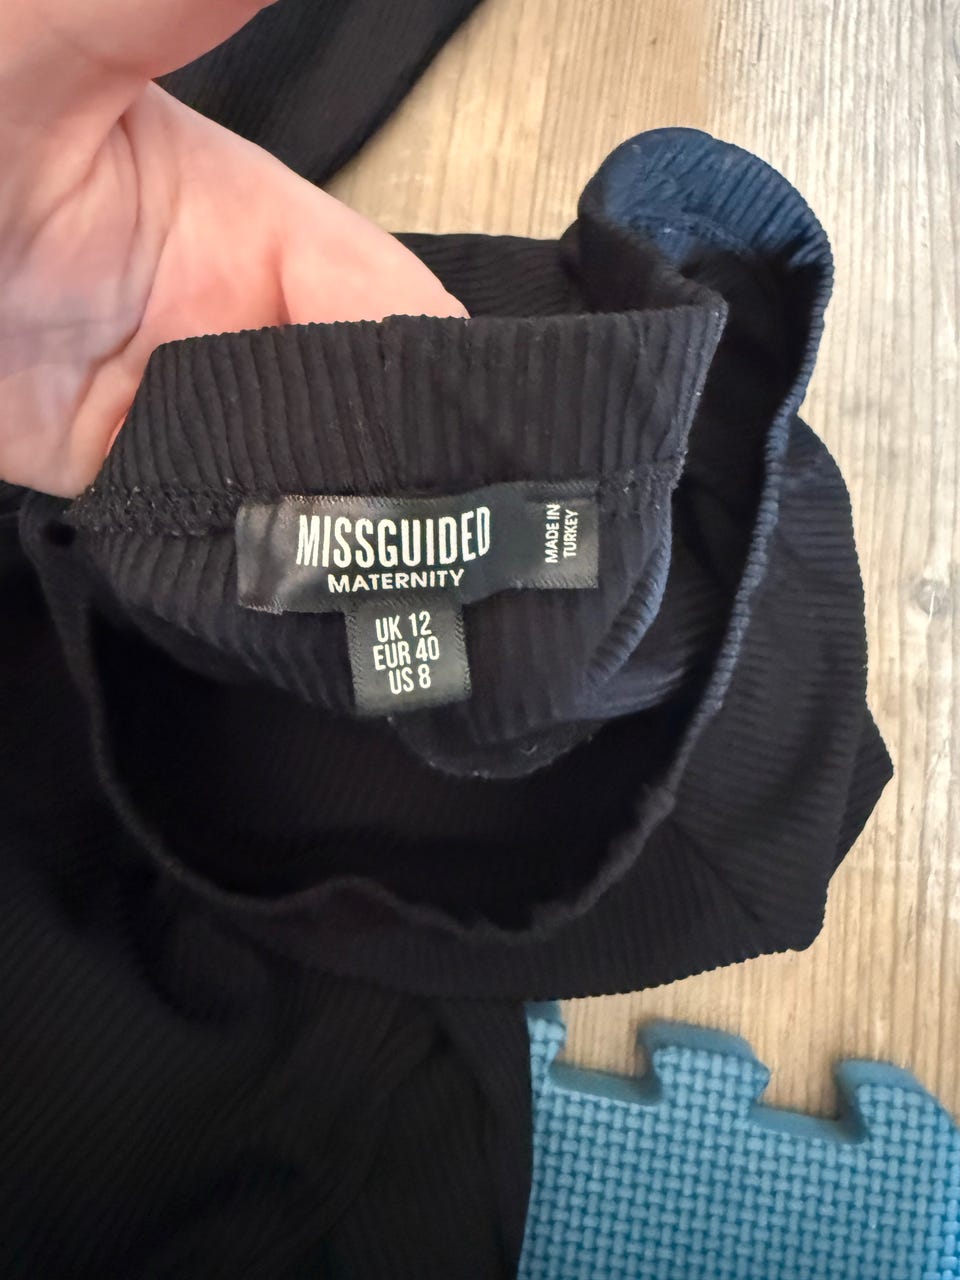 MISSGUIDED
MATERNITY
MADE IN
TURKEY
UK 12
EUR 40
US 8